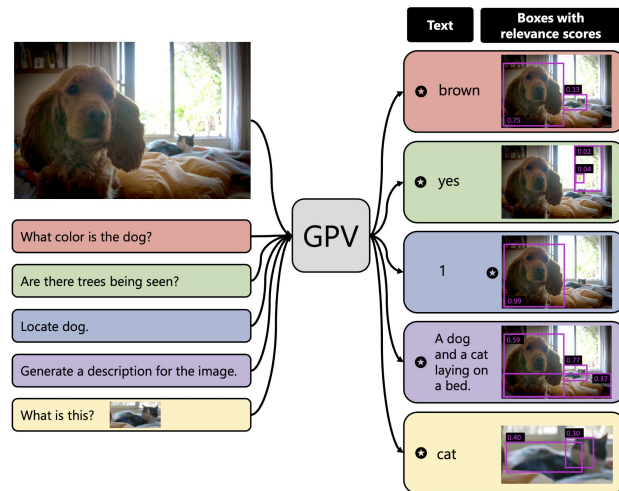 Text
Boxes with
relevance scores
What color is the dog?
Are there trees being seen?
Locate dog.
Generate a description for the image.
What is this?
GPV
brown
0.13
0.75
yes
0.02
0.04
1
0.99
A dog
and a cat
laying on
a bed.
0.59
0.77
0.37
cat
0.40
0.30